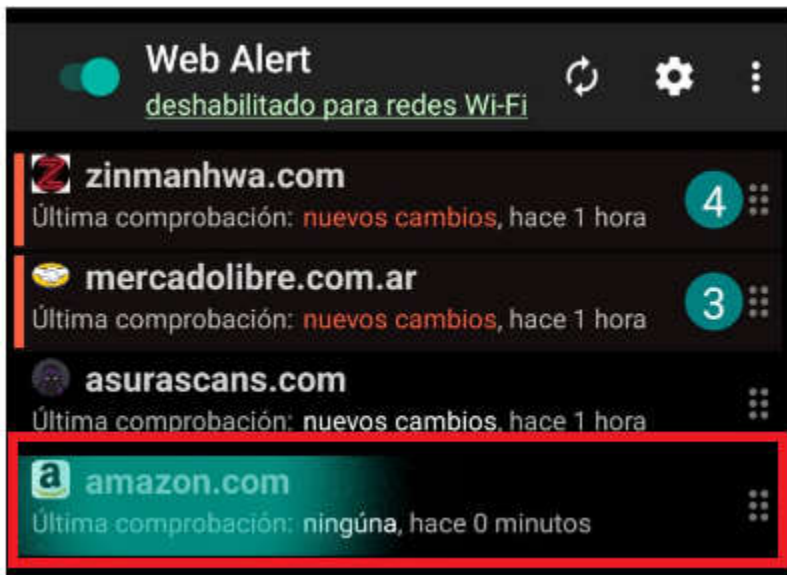 Web Alert
deshabilitado para redes Wi-Fi
zinmanhwa.com
Última comprobación: nuevos cambios, hace 1 hora
4
mercadolibre.com.ar
Última comprobación: nuevos cambios, hace 1 hora
3
asurascans.com
Última comprobación: nuevos cambios, hace 1 hora
a amazon.com
Última comprobación: ningúna, hace 0 minutos